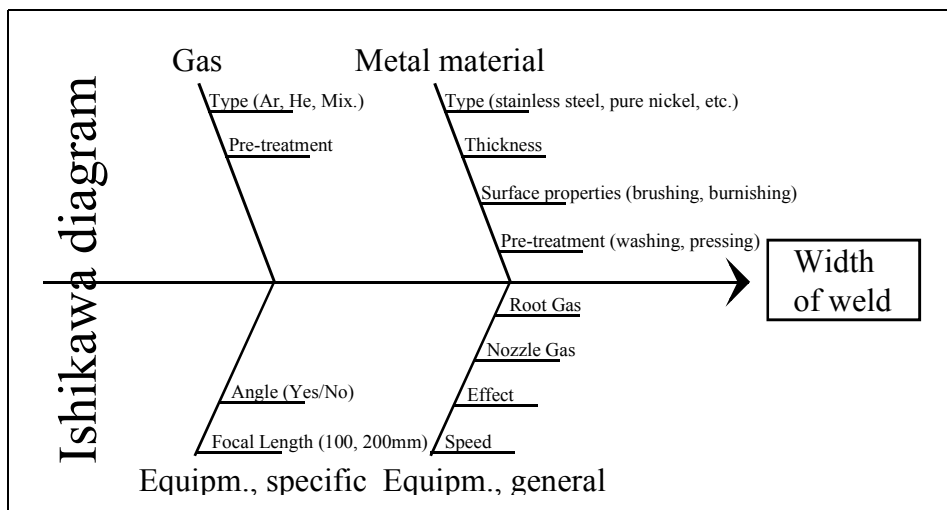 Ishikawa diagram
Gas
Metal material
Type (Ar, He, Mix.)
Type (stainless steel, pure nickel, etc.)
Pre-treatment
Thickness
Surface properties (brushing, burnishing)
Pre-treatment (washing, pressing)
Width
of weld
Root Gas
Nozzle Gas
Angle (Yes/No)
Effect
Focal Length (100, 200mm)
Speed
Equipm., specific
Equipm., general